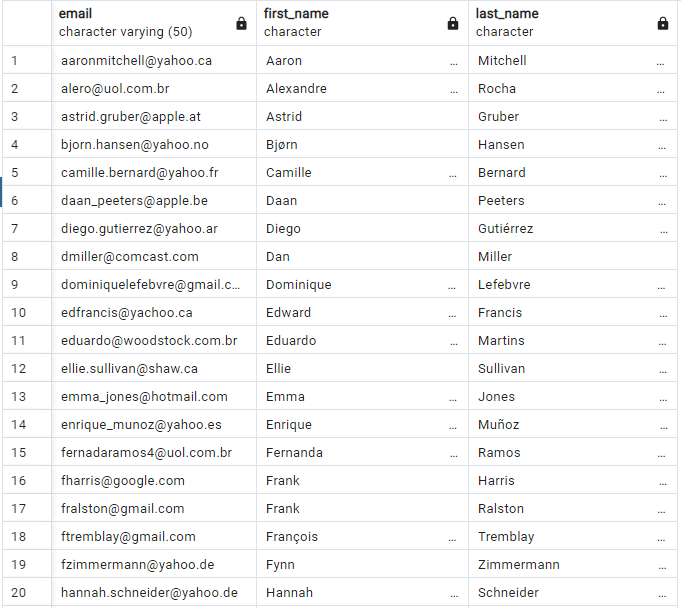 email first_name last_name
character varying (50) character character
1 aaronmitchell@yahoo.ca Aaron ... Mitchell ...
2 alero@uol.com.br Alexandre ... Rocha ...
3 astrid.gruber@apple.at Astrid Gruber ...
4 bjorn.hansen@yahoo.no Bjørn Hansen ...
5 camille.bernard@yahoo.fr Camille ... Bernard ...
6 daan_peeters@apple.be Daan Peeters ...
7 diego.gutierrez@yahoo.ar Diego Gutiérrez ...
8 dmiller@comcast.com Dan Miller
9 dominiquelefebvre@gmail.c... Dominique ... Lefebvre ...
10 edfrancis@yachoo.ca Edward ... Francis ...
11 eduardo@woodstock.com.br Eduardo ... Martins ...
12 ellie.sullivan@shaw.ca Ellie Sullivan ...
13 emma_jones@hotmail.com Emma ... Jones ...
14 enrique_munoz@yahoo.es Enrique ... Muñoz ...
15 fernadaramos4@uol.com.br Fernanda ... Ramos ...
16 fharris@google.com Frank Harris ...
17 fralston@gmail.com Frank Ralston ...
18 ftremblay@gmail.com François ... Tremblay ...
19 fzimmermann@yahoo.de Fynn Zimmermann ...
20 hannah.schneider@yahoo.de Hannah ... Schneider ...